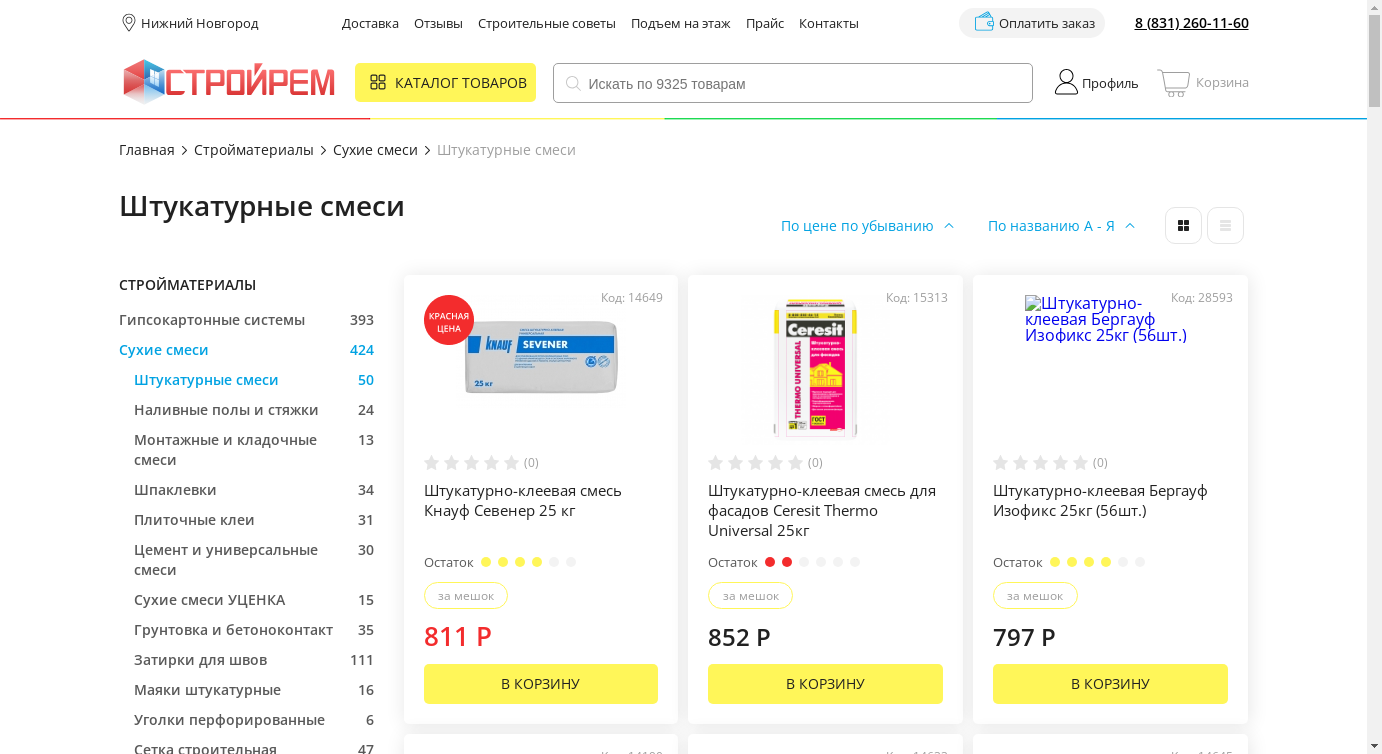 Нижний Новгород
Доставка Отзывы Строительные советы Подъем на этаж Прайс Контакты
Оплатить заказ
8 (831) 260-11-60
СТРОЙРЕМ
КАТАЛОГ ТОВАРОВ
Искать по 9325 товарам
Профиль
Корзина
Главная > Стройматериалы > Сухие смеси > Штукатурные смеси
Штукатурные смеси
По цене по убыванию
По названию А - Я
СТРОЙМАТЕРИАЛЫ
Гипсокартонные системы 393
Сухие смеси 424
Штукатурные смеси 50
Наливные полы и стяжки 24
Монтажные и кладочные 13
смеси
Шпаклевки 34
Плиточные клеи 31
Цемент и универсальные 30
смеси
Сухие смеси УЦЕНКА 15
Грунтовка и бетоноконтакт 35
Затирки для швов 111
Маяки штукатурные 16
Уголки перфорированные 6
Сетка строительная 47
Код: 14649
КРАСНАЯ
ЦЕНА
KNAUF SEVENER
25 кг
(0)
Штукатурно-клеевая смесь
Кнауф Севенер 25 кг
Остаток
за мешок
811 Р
В КОРЗИНУ
Код: 15313
Ceresit
THERMO UNIVERSAL
ГОСТ
(0)
Штукатурно-клеевая смесь для
фасадов Ceresit Thermo
Universal 25кг
Остаток
за мешок
852 Р
В КОРЗИНУ
Код: 28593
Штукатурно-
клеевая Бергауф
Изофикс 25кг (56шт.)
(0)
Штукатурно-клеевая Бергауф
Изофикс 25кг (56шт.)
Остаток
за мешок
797 Р
В КОРЗИНУ